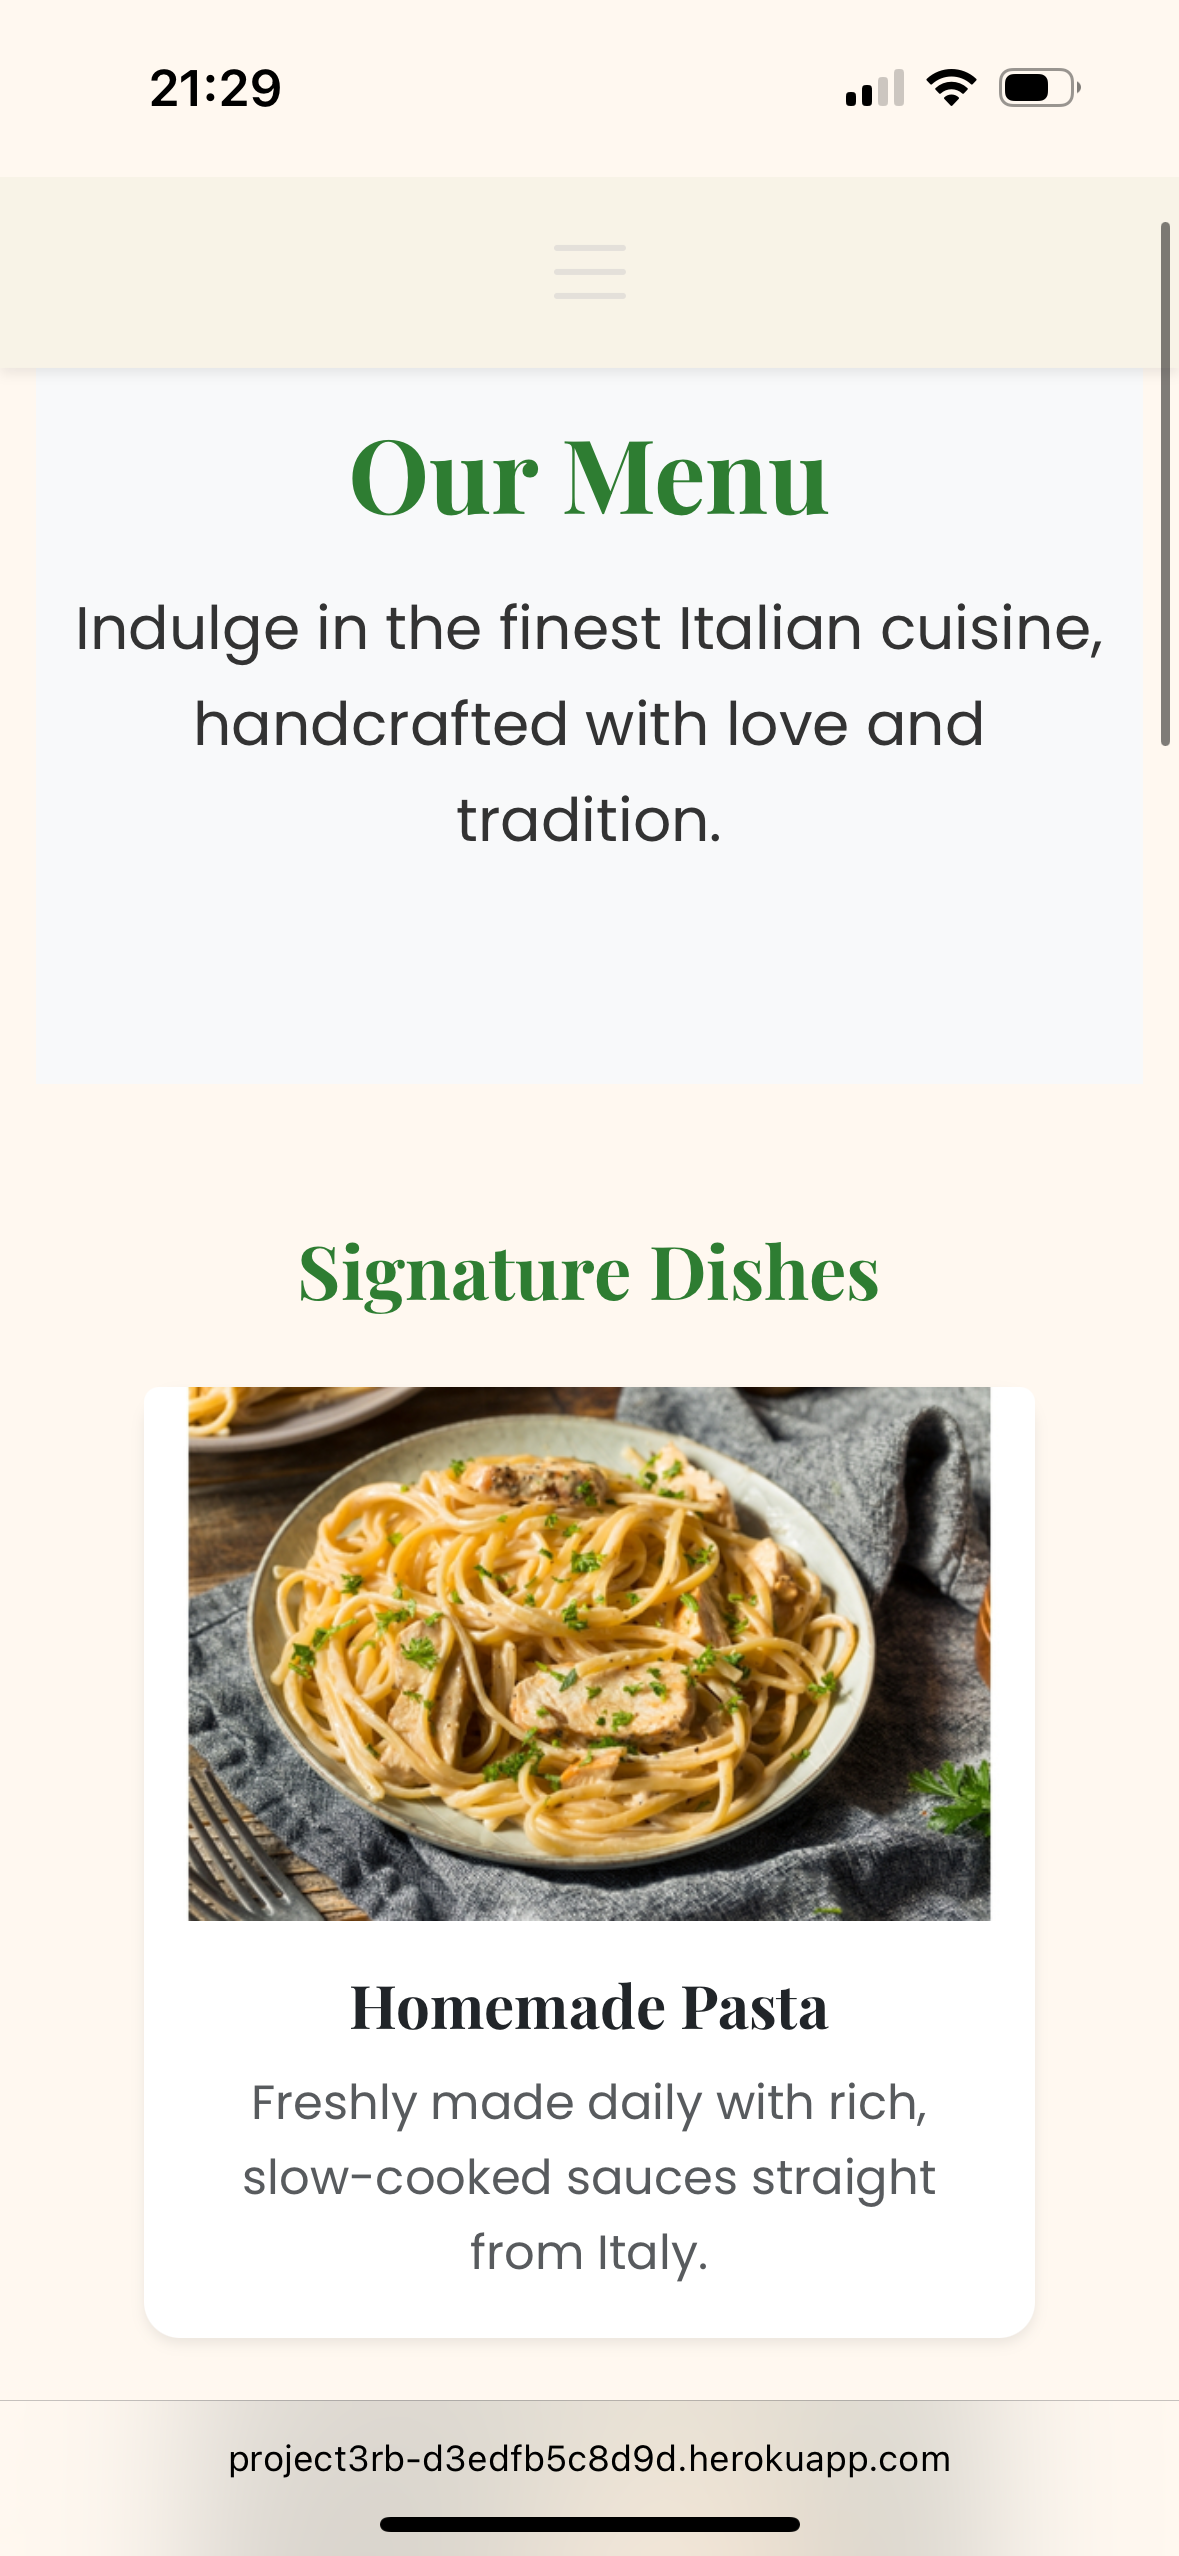 21:29
Our Menu
Indulge in the finest Italian cuisine,
handcrafted with love and
tradition.
Signature Dishes
Homemade Pasta
Freshly made daily with rich,
slow-cooked sauces straight
from Italy.
project3rb-d3edfb5c8d9d.herokuapp.com